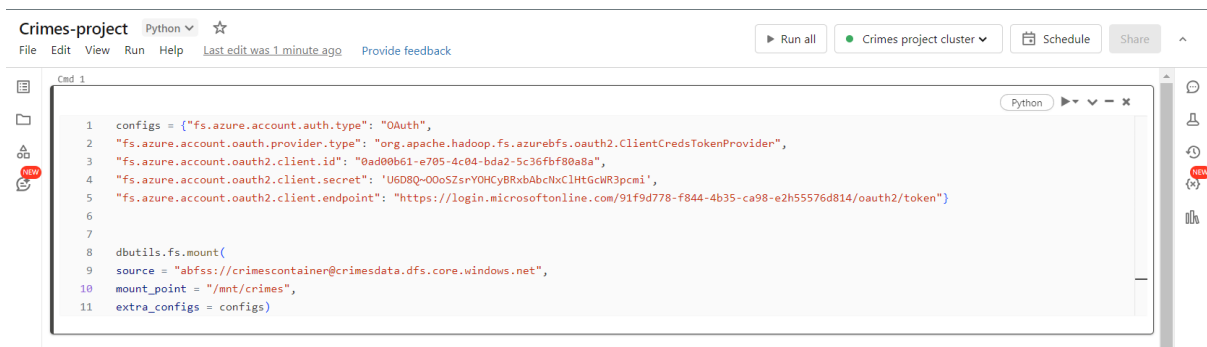 Crimes-project Python
File Edit View Run Help Last edit was 1 minute ago Provide feedback
Run all Crimes project cluster Schedule Share
Cmd 1
NEW
NEW
Python
1 configs = {"fs.azure.account.auth.type": "OAuth",
2 "fs.azure.account.oauth.provider.type": "org.apache.hadoop.fs.azurebfs.oauth2.ClientCredsTokenProvider",
3 "fs.azure.account.oauth2.client.id": "0ad00b61-e705-4c04-bda2-5c36fbf80a8a",
4 "fs.azure.account.oauth2.client.secret": 'U6D8Q~OOoSZsrYOHCyBRxbAbcNxClHtGcWR3pcmi',
5 "fs.azure.account.oauth2.client.endpoint": "https://login.microsoftonline.com/91f9d778-f844-4b35-ca98-e2h55576d814/oauth2/token"}
6
7
8 dbutils.fs.mount(
9 source = "abfss://crimescontainer@crimesdata.dfs.core.windows.net",
10 mount_point = "/mnt/crimes",
11 extra_configs = configs)